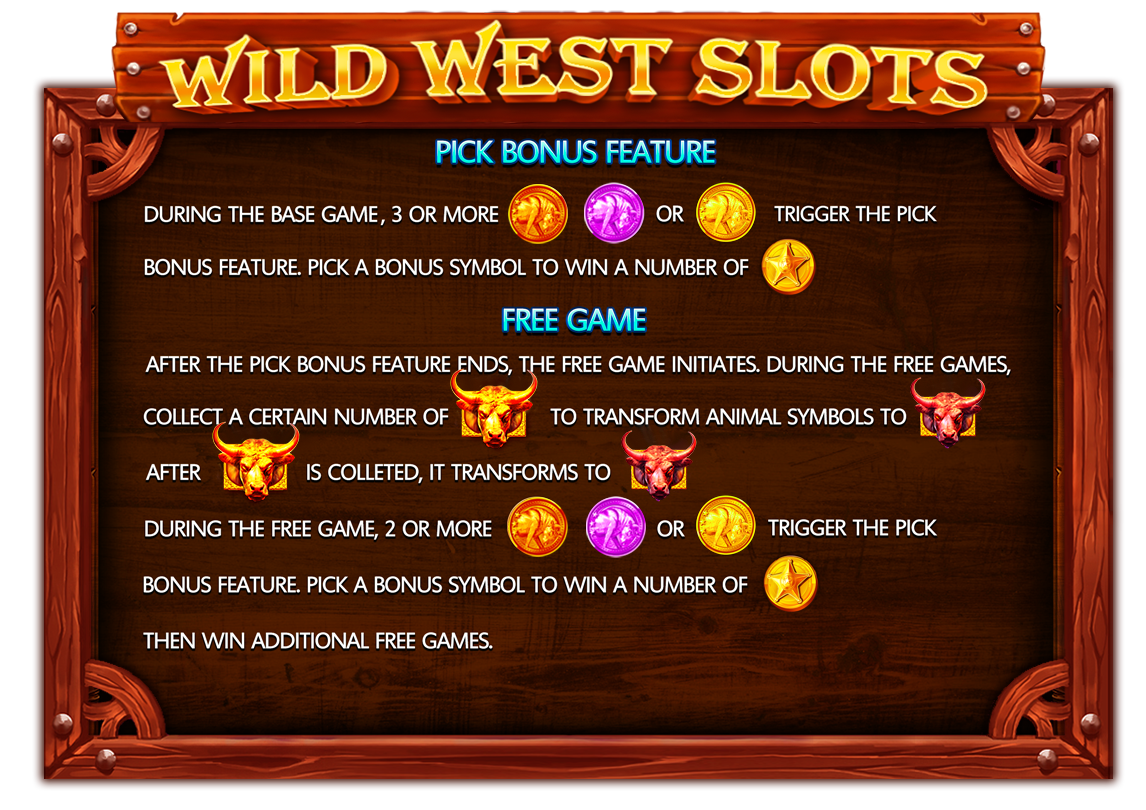 WILD WEST SLOTS
PICK BONUS FEATURE
DURING THE BASE GAME, 3 OR MORE OR TRIGGER THE PICK
BONUS FEATURE. PICK A BONUS SYMBOL TO WIN A NUMBER OF
FREE GAME
AFTER THE PICK BONUS FEATURE ENDS, THE FREE GAME INITIATES. DURING THE FREE GAMES,
COLLECT A CERTAIN NUMBER OF TO TRANSFORM ANIMAL SYMBOLS TO
AFTER IS COLLETED, IT TRANSFORMS TO
DURING THE FREE GAME, 2 OR MORE OR TRIGGER THE PICK
BONUS FEATURE. PICK A BONUS SYMBOL TO WIN A NUMBER OF
THEN WIN ADDITIONAL FREE GAMES.